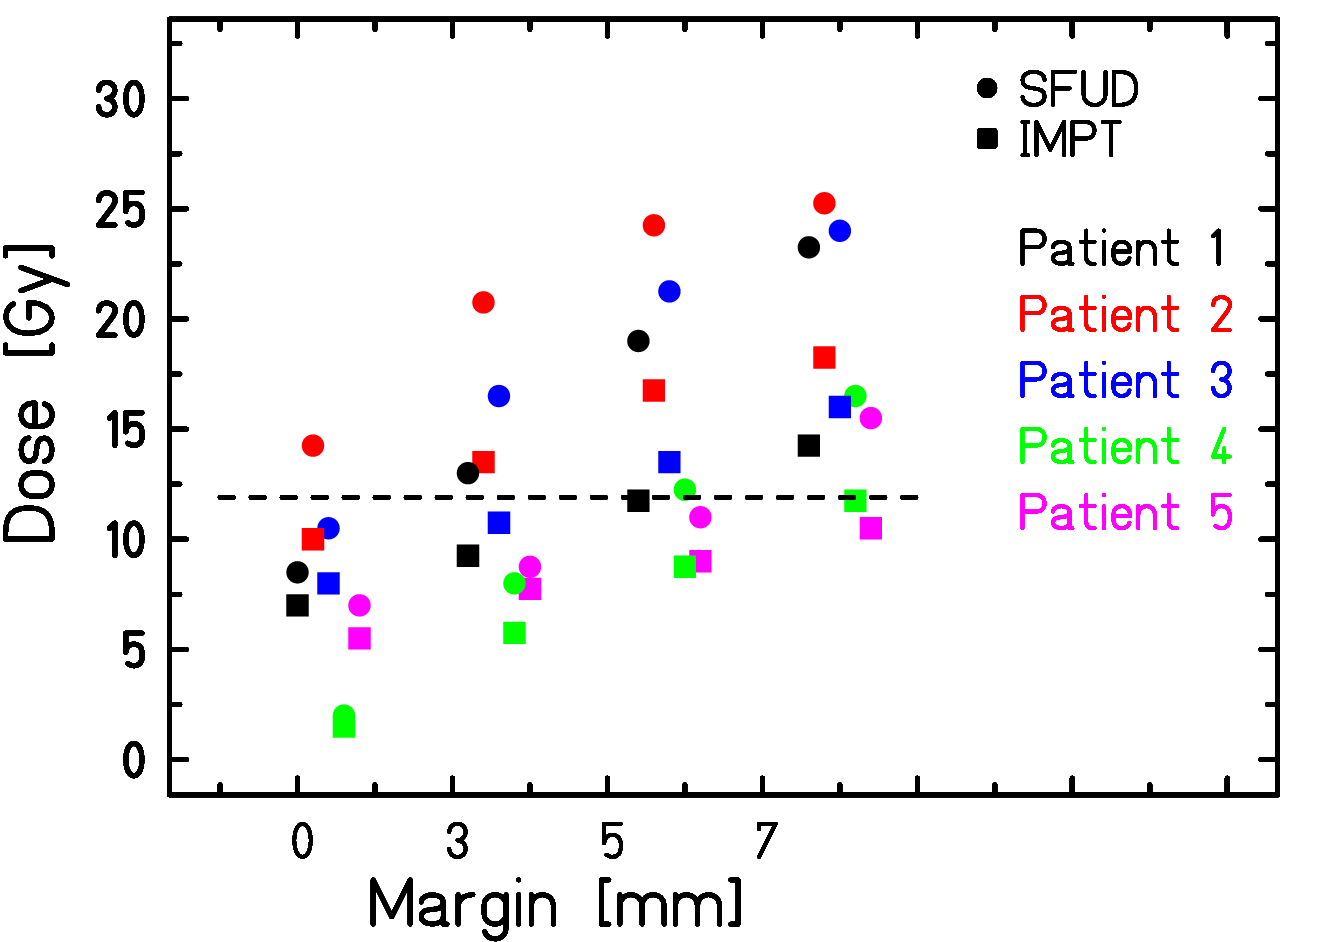 30
25
20
15
10
5
0
Dose [Gy]
SFUD
IMPT
Patient 1
Patient 2
Patient 3
Patient 4
Patient 5
0 3 5 7
Margin [mm]